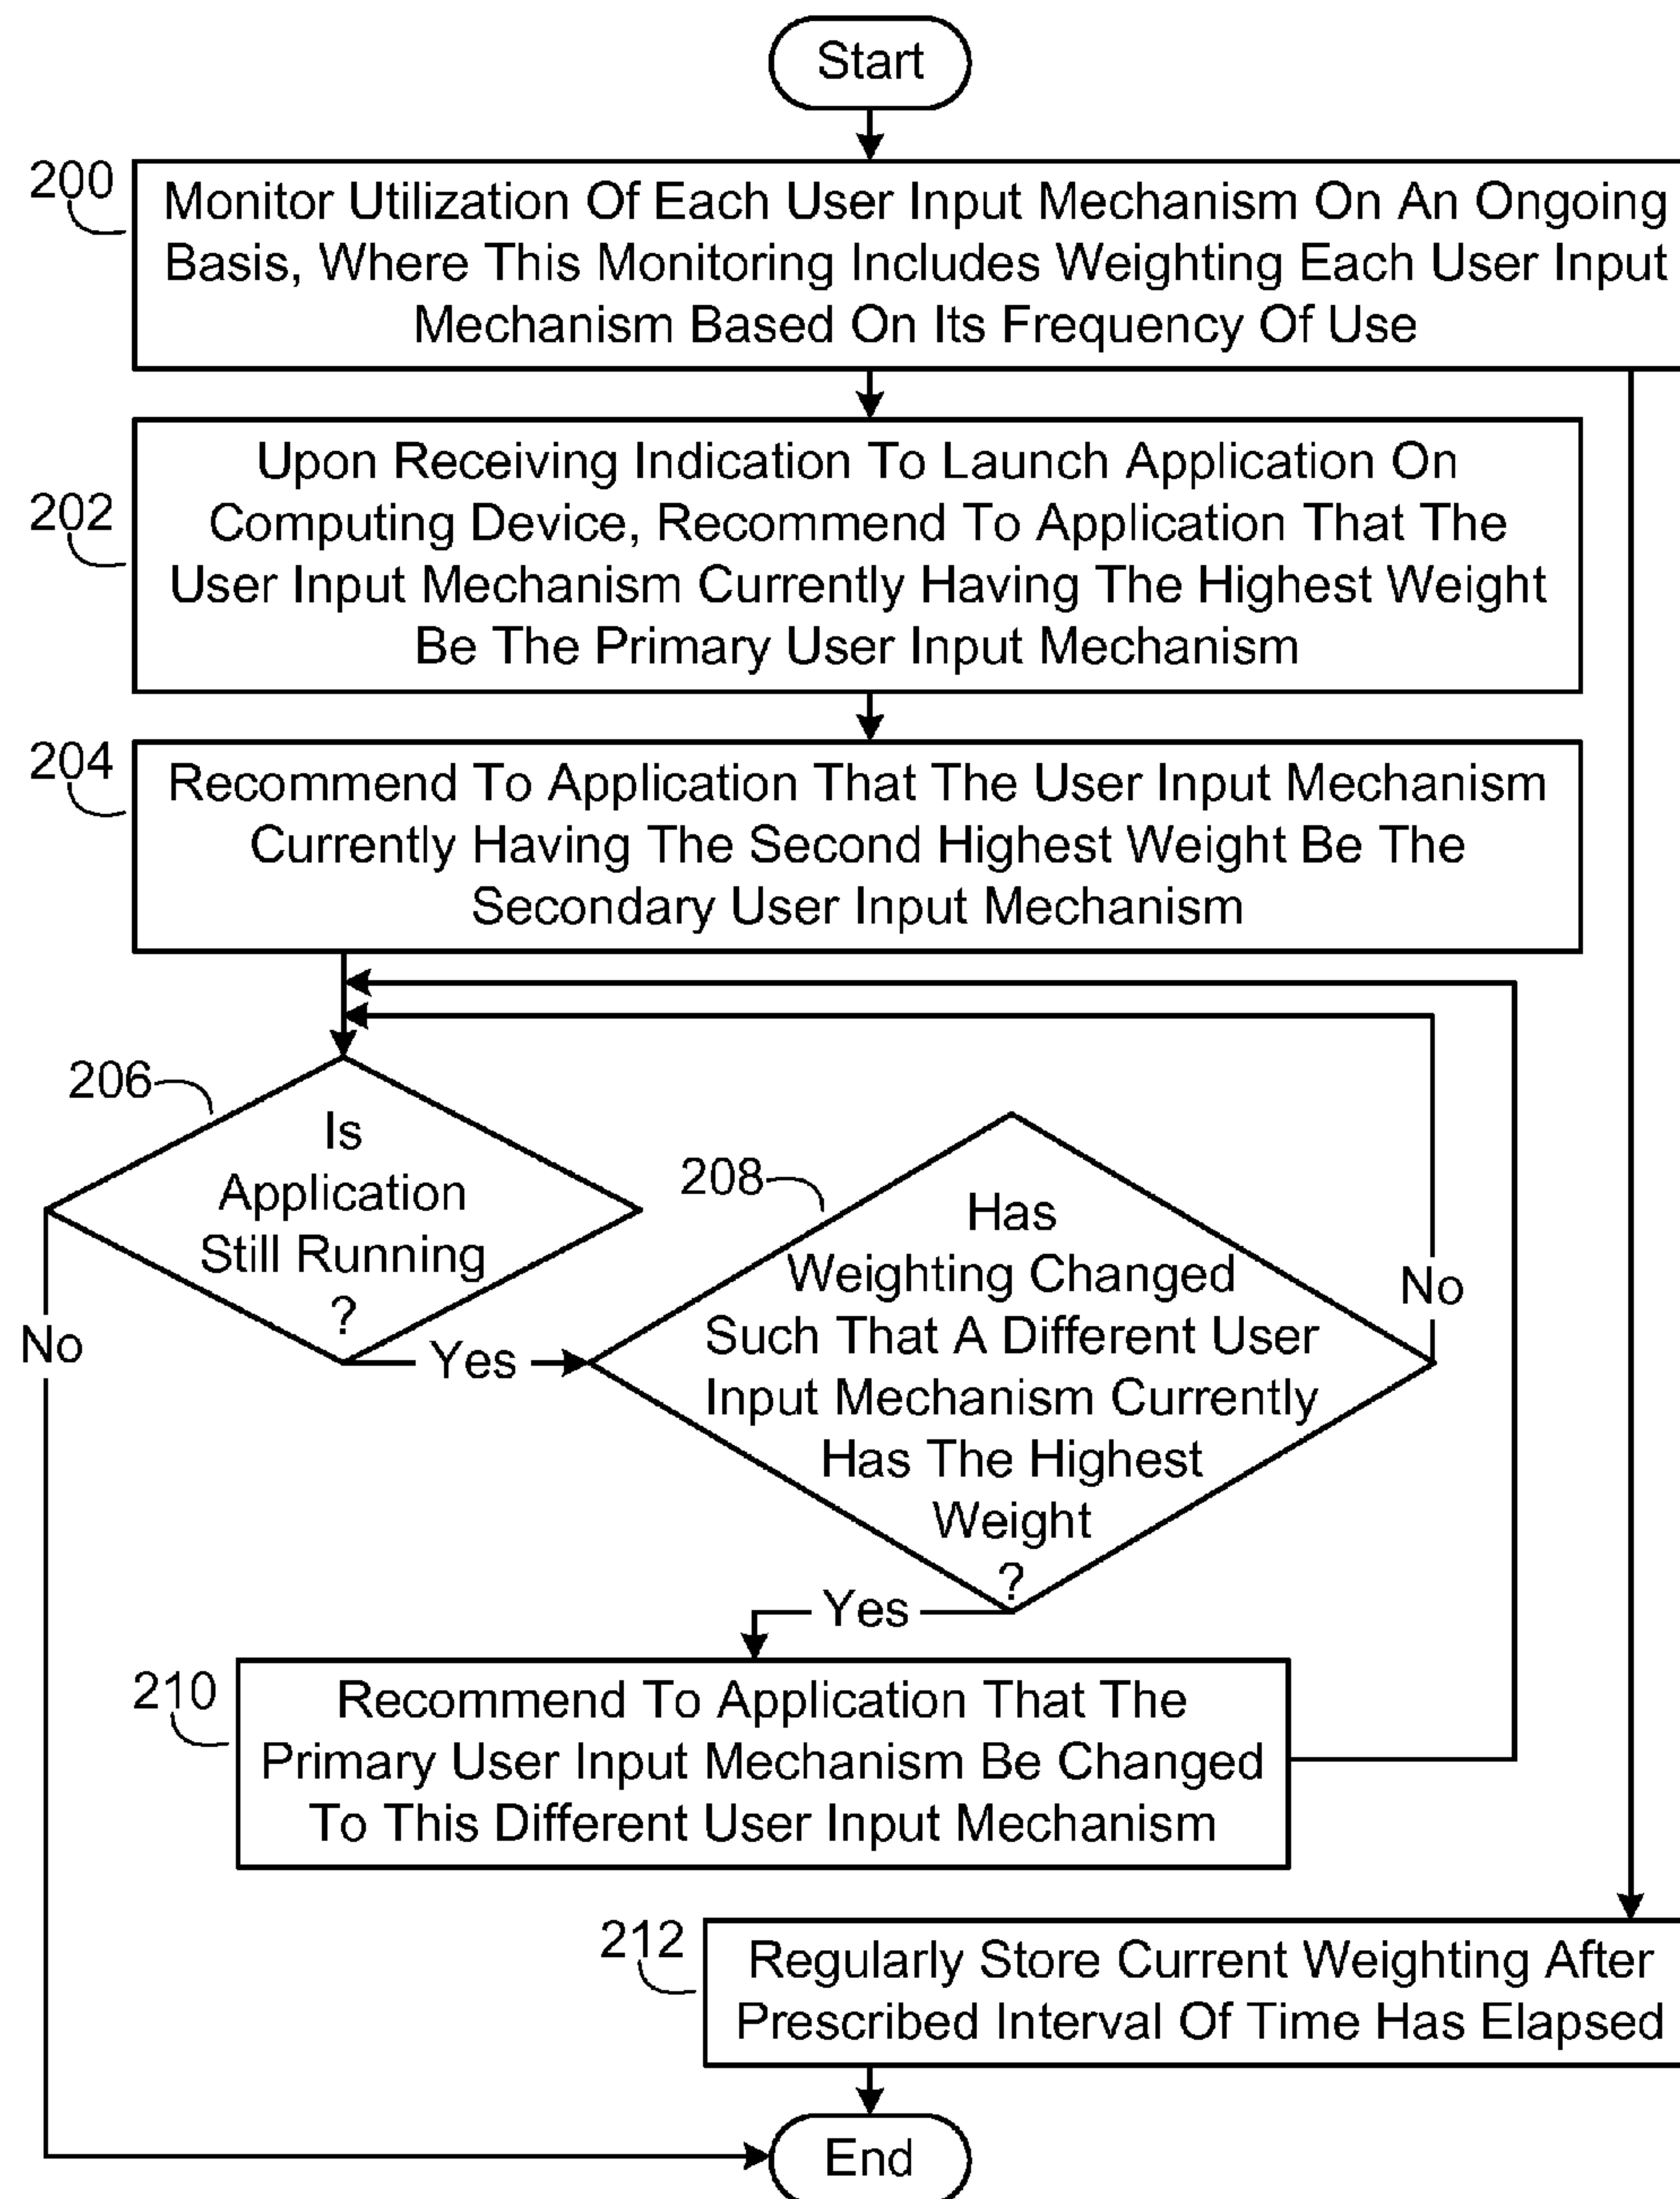 Start
200
Monitor Utilization Of Each User Input Mechanism On An Ongoing
Basis, Where This Monitoring Includes Weighting Each User Input
Mechanism Based On Its Frequency Of Use
202
Upon Receiving Indication To Launch Application On
Computing Device, Recommend To Application That The
User Input Mechanism Currently Having The Highest Weight
Be The Primary User Input Mechanism
204
Recommend To Application That The User Input Mechanism
Currently Having The Second Highest Weight Be The
Secondary User Input Mechanism
206
Is
Application
Still Running
?
No
Yes
208
Has
Weighting Changed
Such That A Different User
Input Mechanism Currently
Has The Highest
Weight
?
No
Yes
210
Recommend To Application That The
Primary User Input Mechanism Be Changed
To This Different User Input Mechanism
212
Regularly Store Current Weighting After
Prescribed Interval Of Time Has Elapsed
End